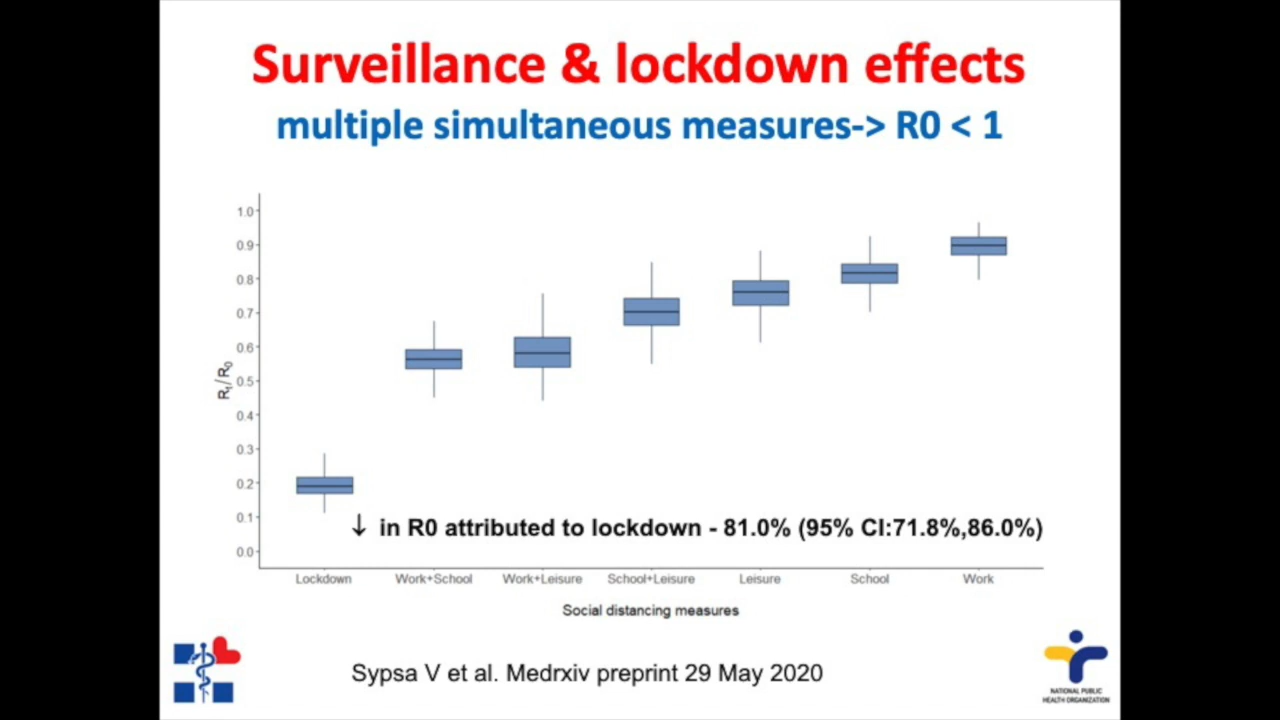 Surveillance & lockdown effects
multiple simultaneous measures-> R0 < 1
1.0
0.9
0.8
0.7
0.6
0.5
0.4
0.3
0.2
0.1
0.0
Rt/R0
↓ in R0 attributed to lockdown - 81.0% (95% CI:71.8%,86.0%)
Lockdown Work+School Work+Leisure School+Leisure Leisure School Work
Social distancing measures
Sypsa V et al. Medrxiv preprint 29 May 2020
NATIONAL PUBLIC
HEALTH ORGANIZATION